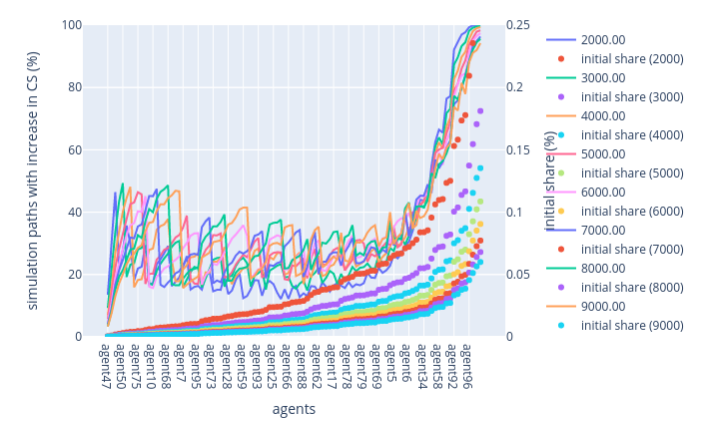 100
80
60
40
20
0
simulation paths with increase in CS (%)
0.25
0.2
0.15
0.1
0.05
0
initial share (%)
agent47
agent50
agent75
agent10
agent68
agent7
agent95
agent73
agent28
agent59
agent93
agent25
agent66
agent88
agent62
agent17
agent78
agent79
agent69
agent5
agent6
agent34
agent58
agent92
agent96
agents
2000.00
initial share (2000)
3000.00
initial share (3000)
4000.00
initial share (4000)
5000.00
initial share (5000)
6000.00
initial share (6000)
7000.00
initial share (7000)
8000.00
initial share (8000)
9000.00
initial share (9000)